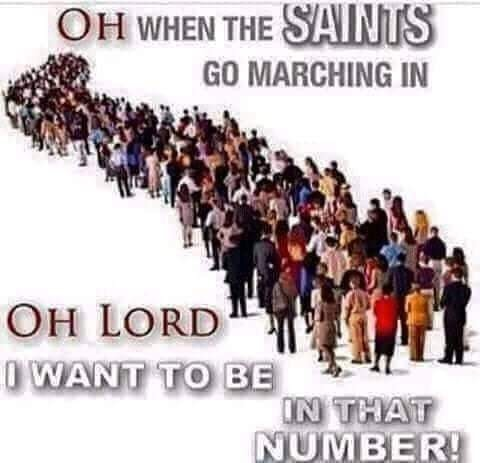 OH WHEN THE SAINTS
GO MARCHING IN
OH LORD
I WANT TO BE
IN THAT
NUMBER!